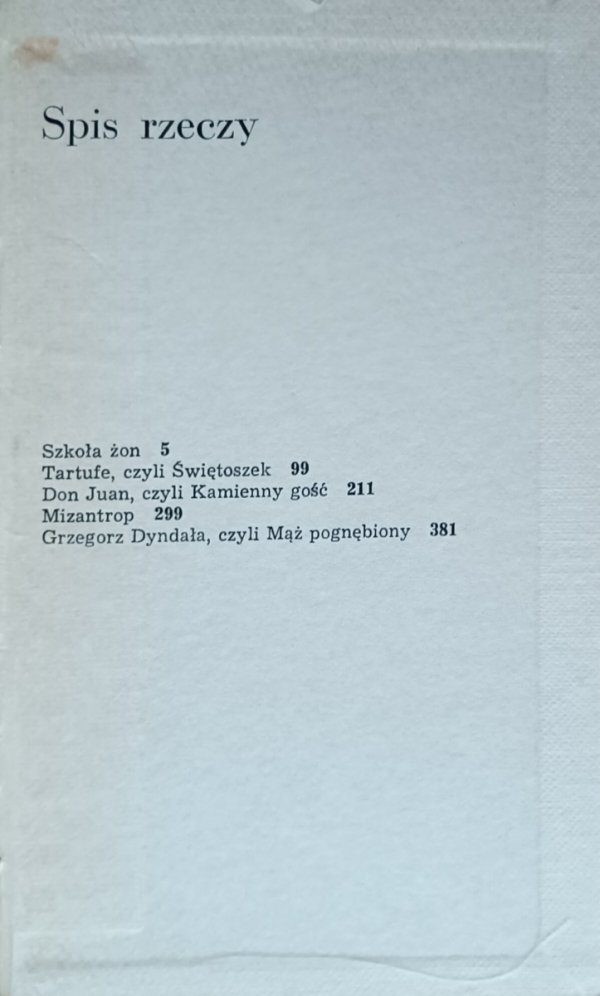 Spis rzeczy
Szkoła żon 5
Tartufe, czyli Świętoszek 99
Don Juan, czyli Kamienny gość 211
Mizantrop 299
Grzegorz Dyndała, czyli Mąż pognębiony 381